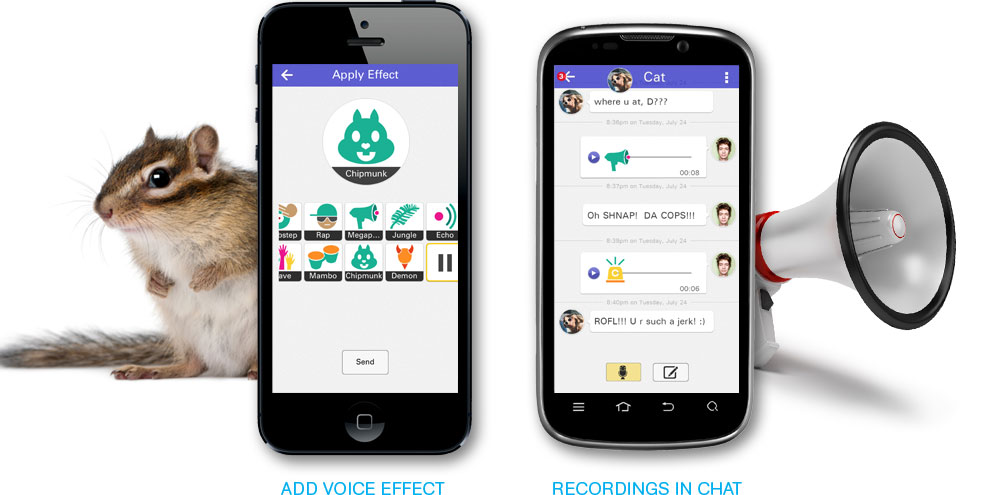 Apply Effect
Chipmunk
Rap
Megap...
Jungle
Echo
Mambo
Chipmunk
Demon
Send
ADD VOICE EFFECT
3
Cat
where u at, D???
8:36pm on Tuesday, July 24
00:08
8:37pm on Tuesday, July 24
Oh SHNAP! DA COPS!!!
8:38pm on Tuesday, July 24
C
00:06
8:40pm on Tuesday, July 24
ROFL!!! U r such a jerk! :)
RECORDINGS IN CHAT